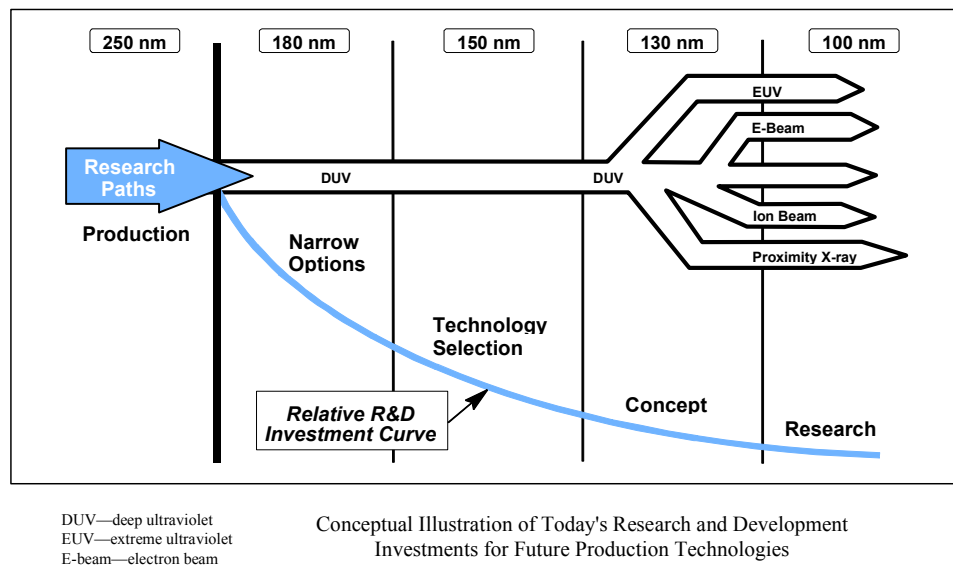 250 nm
180 nm
150 nm
130 nm
100 nm
EUV
E-Beam
Research
Paths
DUV
DUV
Ion Beam
Production
Narrow
Options
Proximity X-ray
Technology
Selection
Relative R&D
Investment Curve
Concept
Research
DUV—deep ultraviolet
EUV—extreme ultraviolet
E-beam—electron beam
Conceptual Illustration of Today's Research and Development
Investments for Future Production Technologies